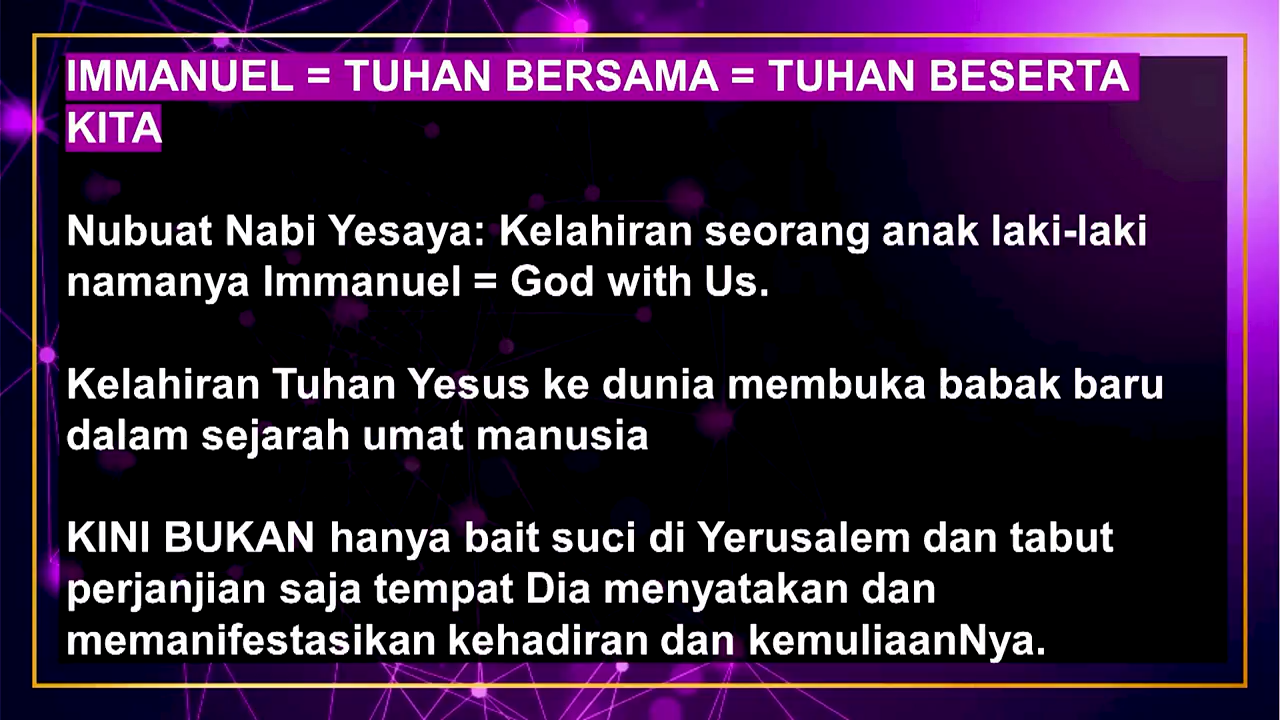 IMMANUEL = TUHAN BERSAMA = TUHAN BESERTA
KITA
Nubuat Nabi Yesaya: Kelahiran seorang anak laki-laki
namanya Immanuel = God with Us.
Kelahiran Tuhan Yesus ke dunia membuka babak baru
dalam sejarah umat manusia
KINI BUKAN hanya bait suci di Yerusalem dan tabut
perjanjian saja tempat Dia menyatakan dan
memanifestasikan kehadiran dan kemuliaanNya.